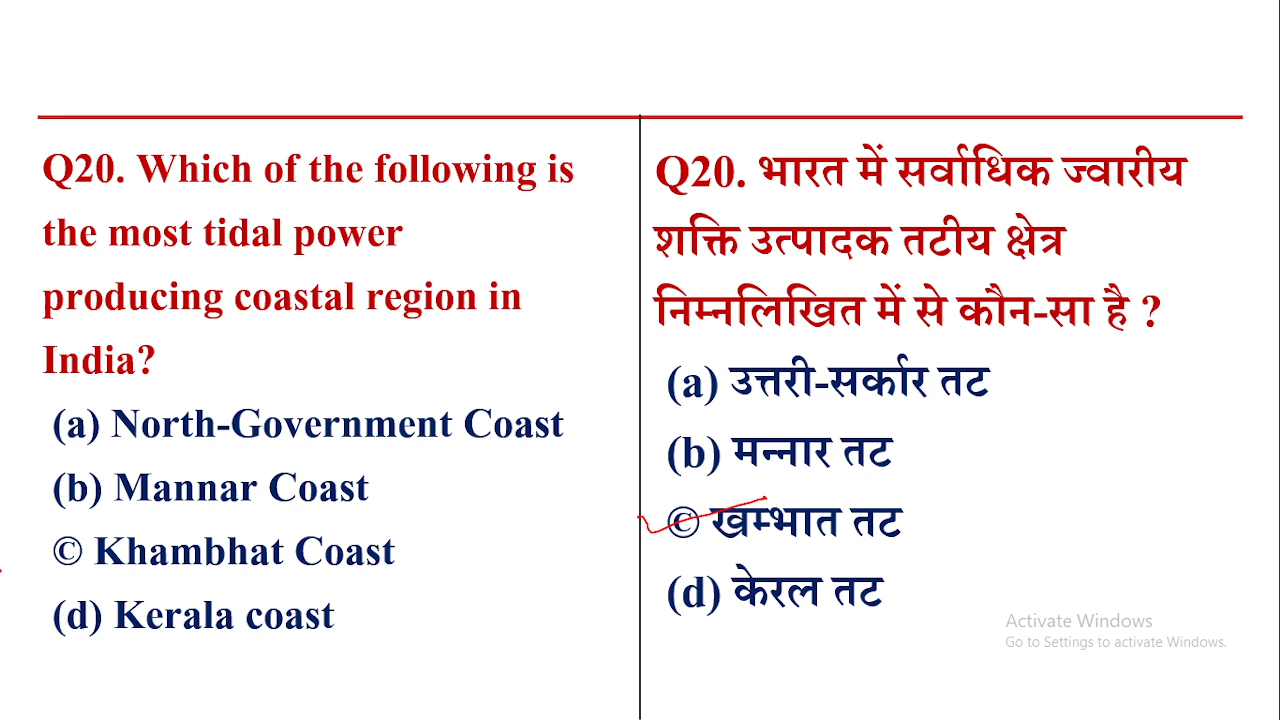 Q20. Which of the following is
the most tidal power
producing coastal region in
India?
(a) North-Government Coast
(b) Mannar Coast
© Khambhat Coast
(d) Kerala coast
Q20. भारत में सर्वाधिक ज्वारीय
शक्ति उत्पादक तटीय क्षेत्र
निम्नलिखित में से कौन-सा है ?
(a) उत्तरी-सर्कार तट
(b) मन्नार तट
© खम्भात तट
(d) केरल तट
Activate Windows
Go to Settings to activate Windows.